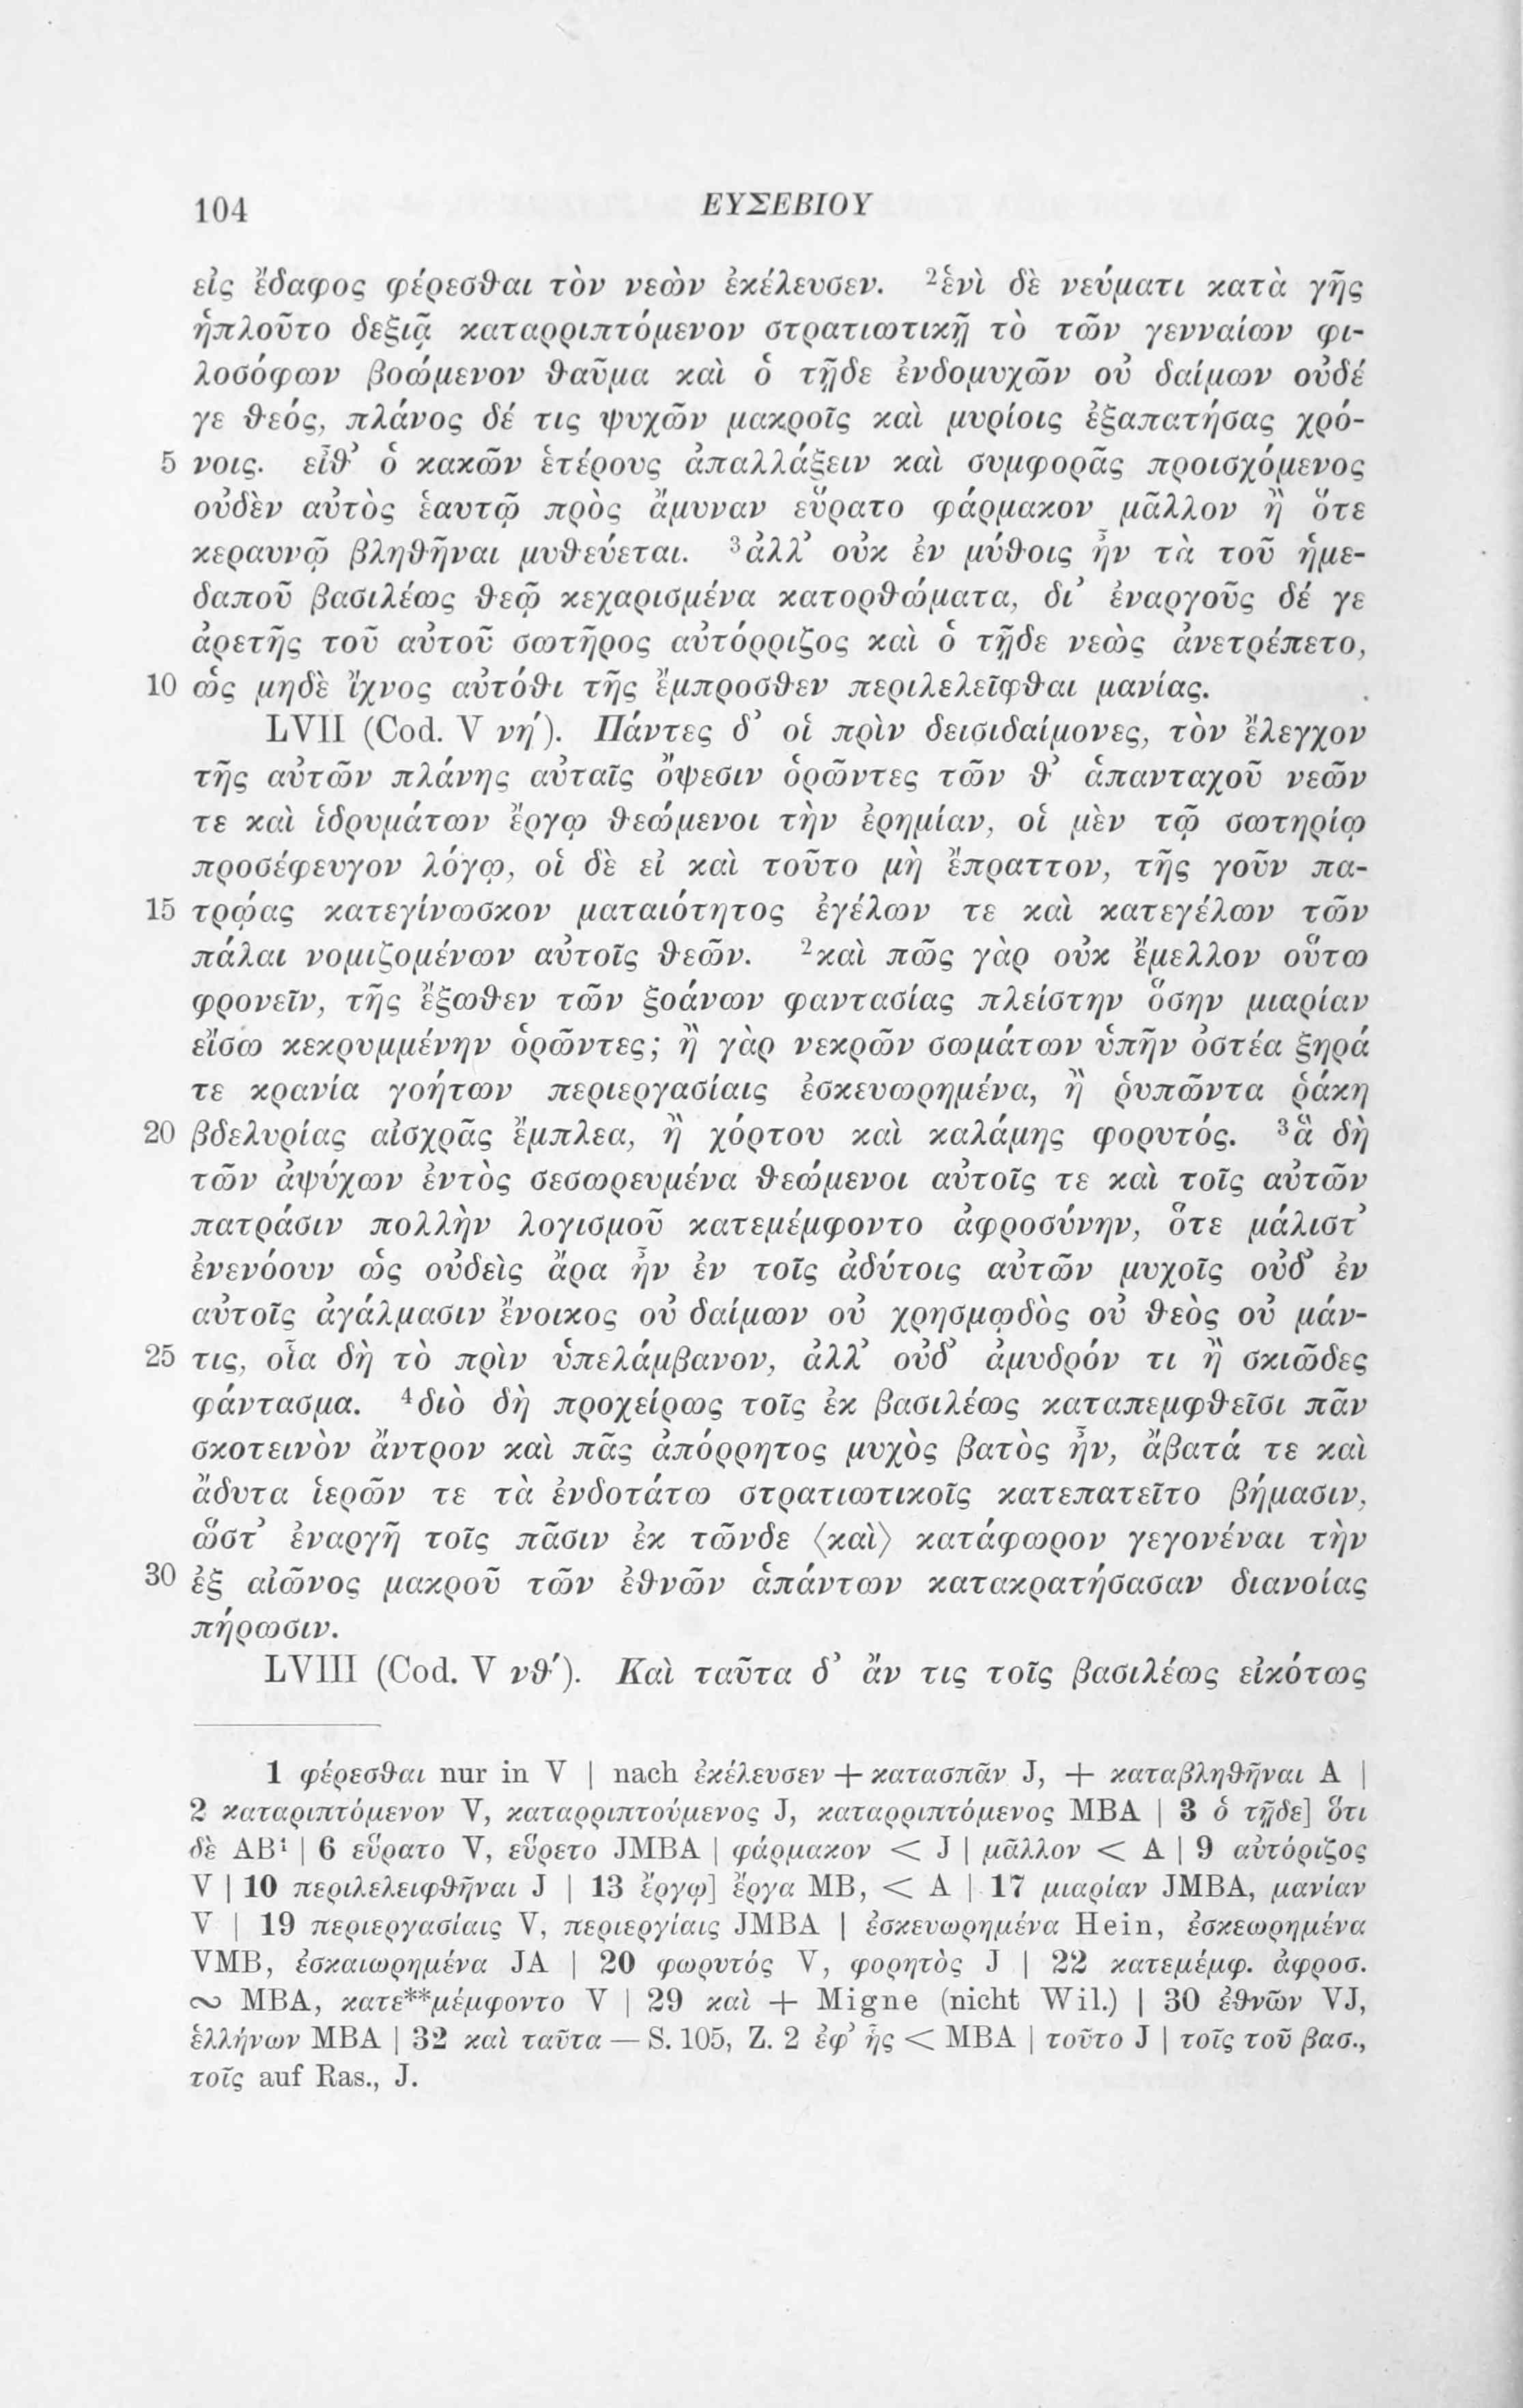 104 ΕΥΣΕΒΙΟΥ
εἰς ἔδαφος φέρεσθαι τὸν νεὼν ἐκέλευσεν. ²ἑνὶ δὲ νεύματι κατὰ γῆς
ἡπλοῦτο δεξιᾷ καταρριπτόμενον στρατιωτικῇ τὸ τῶν γενναίων φι-
λοσόφων βοώμενον θαῦμα καὶ ὁ τῇδε ἐνδομυχῶν οὐ δαίμων οὐδέ
γε θεός, πλάνος δέ τις ψυχῶν μακροῖς καὶ μυρίοις ἐξαπατήσας χρό-
5 νοις. εἶθ’ ὁ κακῶν ἑτέρους ἀπαλλάξειν καὶ συμφορᾶς προισχόμενος
οὐδὲν αὐτὸς ἑαυτῷ πρὸς ἄμυναν εὕρατο φάρμακον μᾶλλον ἢ ὅτε
κεραυνῷ βληθῆναι μυθεύεται. ³ἀλλ’ οὐκ ἐν μύθοις ἦν τὰ τοῦ ἡμε-
δαποῦ βασιλέως θεῷ κεχαρισμένα κατορθώματα, δι’ ἐναργοῦς δέ γε
ἀρετῆς τοῦ αὐτοῦ σωτῆρος αὐτόρριζος καὶ ὁ τῇδε νεὼς ἀνετρέπετο,
10 ὡς μηδὲ ἴχνος αὐτόθι τῆς ἔμπροσθεν περιλελεῖφθαι μανίας.
LVII (Cod. V νη΄). Πάντες δ’ οἱ πρὶν δεισιδαίμονες, τὸν ἔλεγχον
τῆς αὐτῶν πλάνης αὐταῖς ὄψεσιν ὁρῶντες τῶν θ’ ἁπανταχοῦ νεῶν
τε καὶ ἱδρυμάτων ἔργῳ θεώμενοι τὴν ἐρημίαν, οἱ μὲν τῷ σωτηρίῳ
προσέφευγον λόγῳ, οἱ δὲ εἰ καὶ τοῦτο μὴ ἔπραττον, τῆς γοῦν πα-
15 τρῴας κατεγίνωσκον ματαιότητος ἐγέλων τε καὶ κατεγέλων τῶν
πάλαι νομιζομένων αὐτοῖς θεῶν. ²καὶ πῶς γὰρ οὐκ ἔμελλον οὕτω
φρονεῖν, τῆς ἔξωθεν τῶν ξοάνων φαντασίας πλείστην ὅσην μιαρίαν
εἴσω κεκρυμμένην ὁρῶντες; ἢ γὰρ νεκρῶν σωμάτων ὑπῆν ὀστέα ξηρά
τε κρανία γοήτων περιεργασίαις ἐσκευωρημένα, ἢ ῥυπῶντα ῥάκη
20 βδελυρίας αἰσχρᾶς ἔμπλεα, ἢ χόρτου καὶ καλάμης φορυτός. ³ἃ δὴ
τῶν ἀψύχων ἐντὸς σεσωρευμένα θεώμενοι αὐτοῖς τε καὶ τοῖς αὐτῶν
πατράσιν πολλὴν λογισμοῦ κατεμέμφοντο ἀφροσύνην, ὅτε μάλιστ’
ἐνενόουν ὡς οὐδεὶς ἄρα ἦν ἐν τοῖς ἀδύτοις αὐτῶν μυχοῖς οὐδ’ ἐν
αὐτοῖς ἀγάλμασιν ἔνοικος οὐ δαίμων οὐ χρησμῳδὸς οὐ θεὸς οὐ μάν-
25 τις, οἷα δὴ τὸ πρὶν ὑπελάμβανον, ἀλλ’ οὐδ’ ἀμυδρόν τι ἢ σκιῶδες
φάντασμα. ⁴διὸ δὴ προχείρως τοῖς ἐκ βασιλέως καταπεμφθεῖσι πᾶν
σκοτεινὸν ἄντρον καὶ πᾶς ἀπόρρητος μυχὸς βατὸς ἦν, ἄβατά τε καὶ
ἄδυτα ἱερῶν τε τὰ ἐνδοτάτω στρατιωτικοῖς κατεπατεῖτο βήμασιν,
ὥστ’ ἐναργῆ τοῖς πᾶσιν ἐκ τῶνδε ⟨καὶ⟩ κατάφωρον γεγονέναι τὴν
30 ἐξ αἰῶνος μακροῦ τῶν ἐθνῶν ἁπάντων κατακρατήσασαν διανοίας
πήρωσιν.
LVIII (Cod. V νθ΄). Καὶ ταῦτα δ’ ἄν τις τοῖς βασιλέως εἰκότως
1 φέρεσθαι nur in V | nach ἐκέλευσεν + κατασπᾶν J, + καταβληθῆναι A |
2 καταριπτόμενον V, καταρριπτούμενος J, καταρριπτόμενος MBA | 3 ὁ τῇδε] ὅτι
δὲ AB¹ | 6 εὕρατο V, εὕρετο JMBA | φάρμακον < J | μᾶλλον < A | 9 αὐτόριζος
V | 10 περιλελειφθῆναι J | 13 ἔργῳ] ἔργα MB, < A | 17 μιαρίαν JMBA, μανίαν
V | 19 περιεργασίαις V, περιεργίαις JMBA | ἐσκευωρημένα Hein, ἐσκεωρημένα
VMB, ἐσκαιωρημένα JA | 20 φωρυτός V, φορητὸς J | 22 κατεμέμφ. ἀφροσ.
∾ MBA, κατε**μέμφοντο V | 29 καὶ + Migne (nicht Wil.) | 30 ἐθνῶν VJ,
ἑλλήνων MBA | 32 καὶ ταῦτα — S. 105, Z. 2 ἐφ’ ἧς < MBA | τοῦτο J | τοῖς τοῦ βασ.,
τοῖς auf Ras., J.